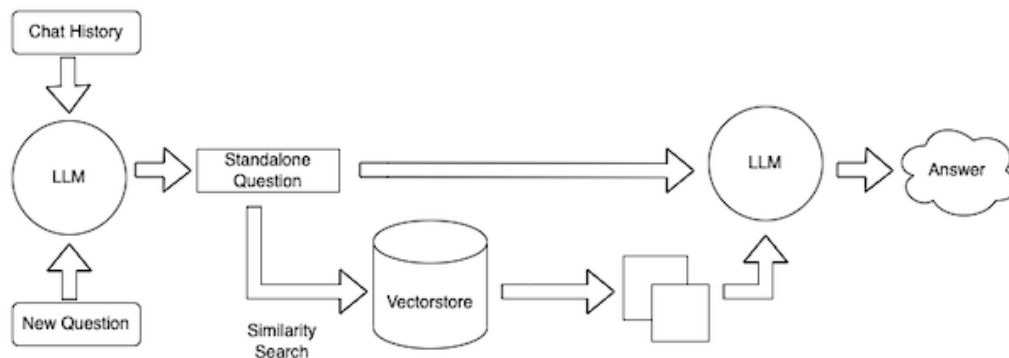 Chat History
LLM
New Question
Standalone
Question
Similarity
Search
Vectorstore
LLM
Answer